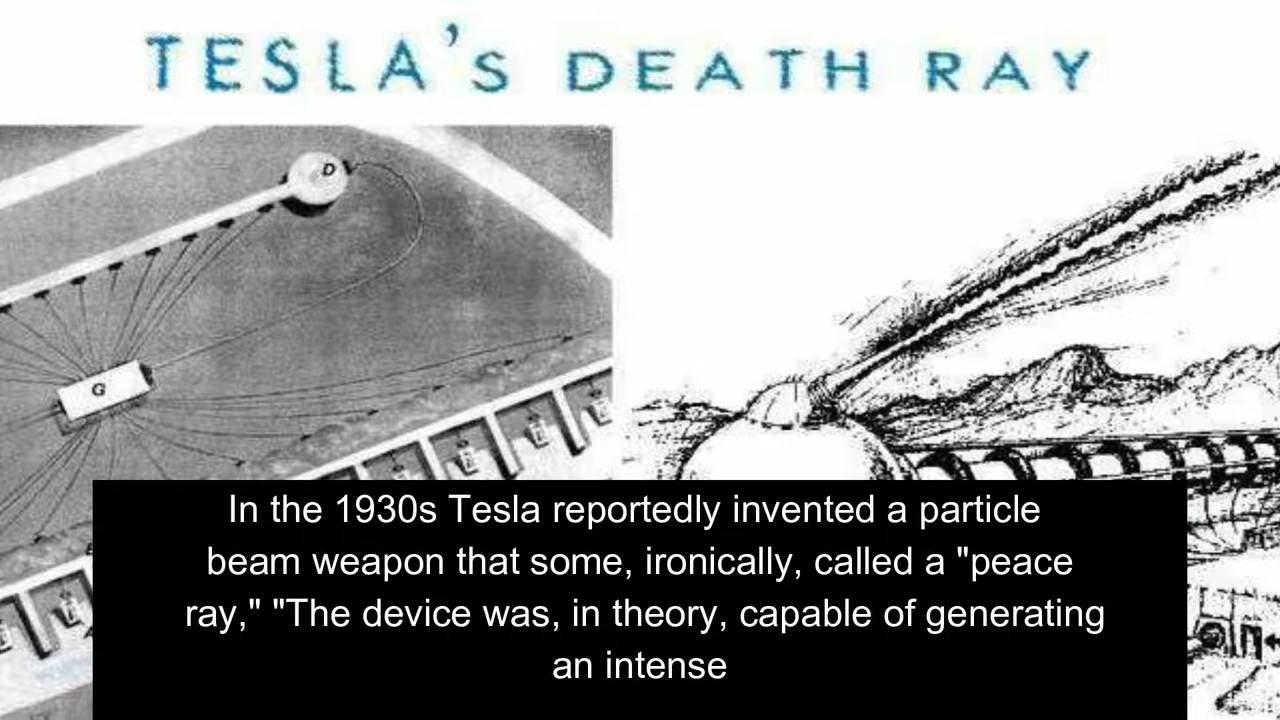 TESLA'S DEATH RAY
D
G
In the 1930s Tesla reportedly invented a particle
beam weapon that some, ironically, called a "peace
ray," "The device was, in theory, capable of generating
an intense